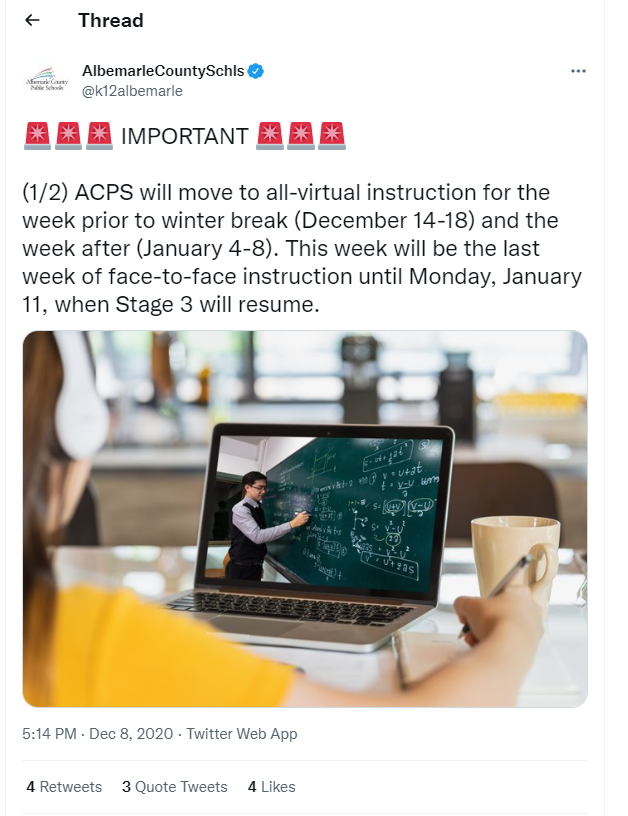 Thread
AlbemarleCountySchls
Albemarle County
Public Schools
@k12albemarle
🚨🚨🚨 IMPORTANT 🚨🚨🚨
(1/2) ACPS will move to all-virtual instruction for the
week prior to winter break (December 14-18) and the
week after (January 4-8). This week will be the last
week of face-to-face instruction until Monday, January
11, when Stage 3 will resume.
5:14 PM · Dec 8, 2020 · Twitter Web App
4 Retweets 3 Quote Tweets 4 Likes